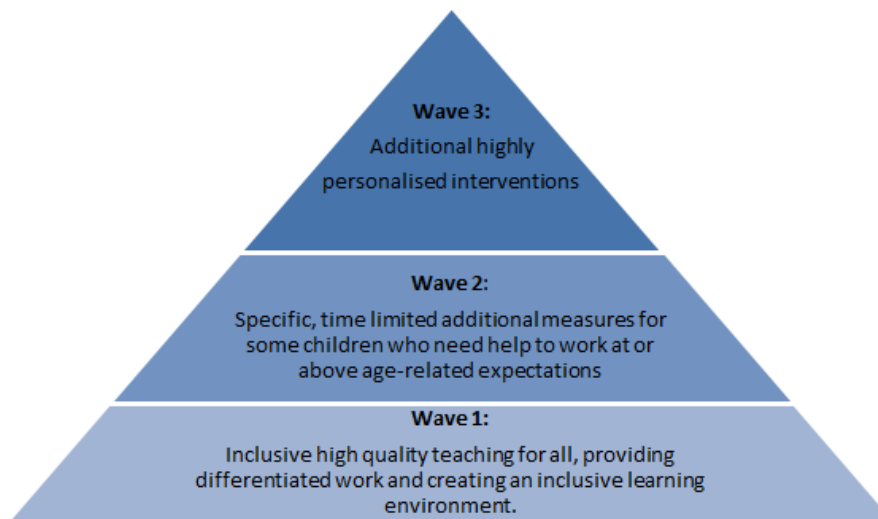 Wave 3:
Additional highly
personalised interventions
Wave 2:
Specific, time limited additional measures for
some children who need help to work at or
above age-related expectations
Wave 1:
Inclusive high quality teaching for all, providing
differentiated work and creating an inclusive learning
environment.